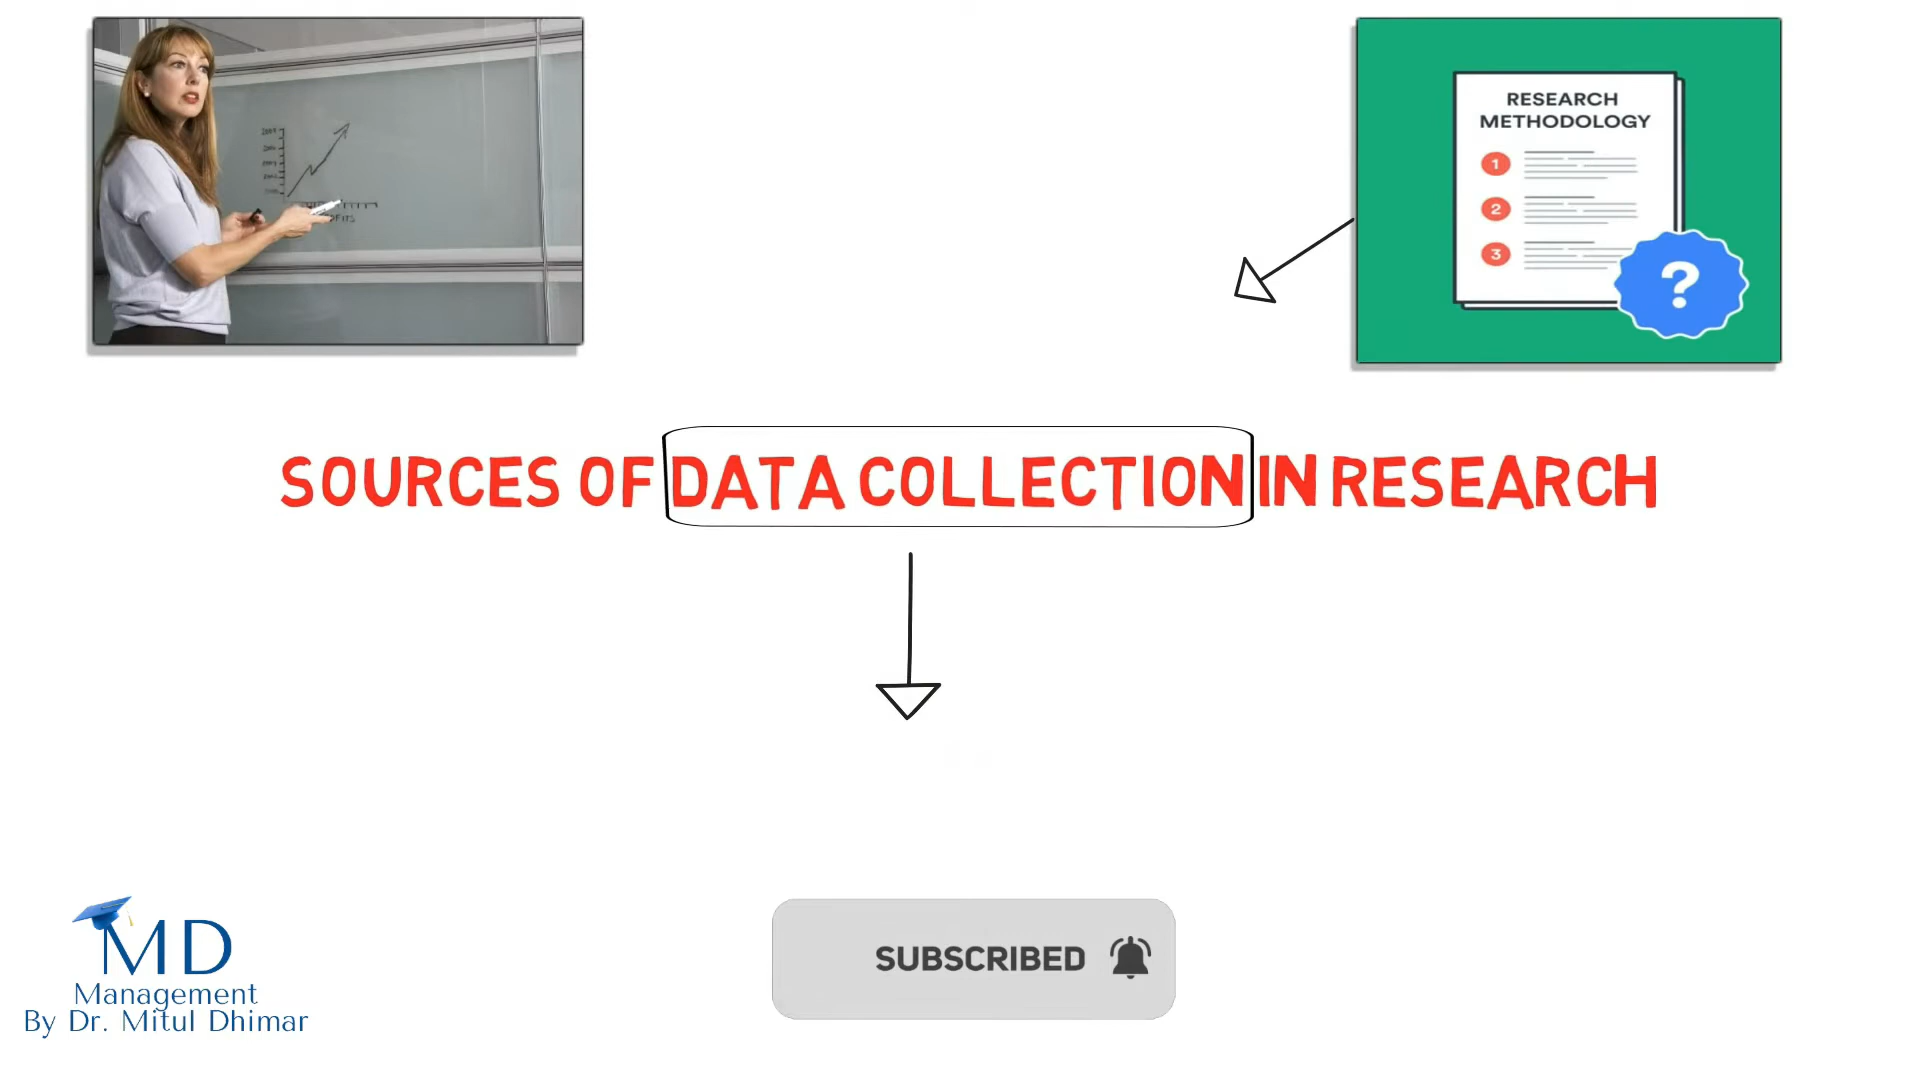 RESEARCH
METHODOLOGY
1
2
3
?
SOURCES OF DATA COLLECTION IN RESEARCH
SUBSCRIBED
MD
Management
By Dr. Mitul Dhimar